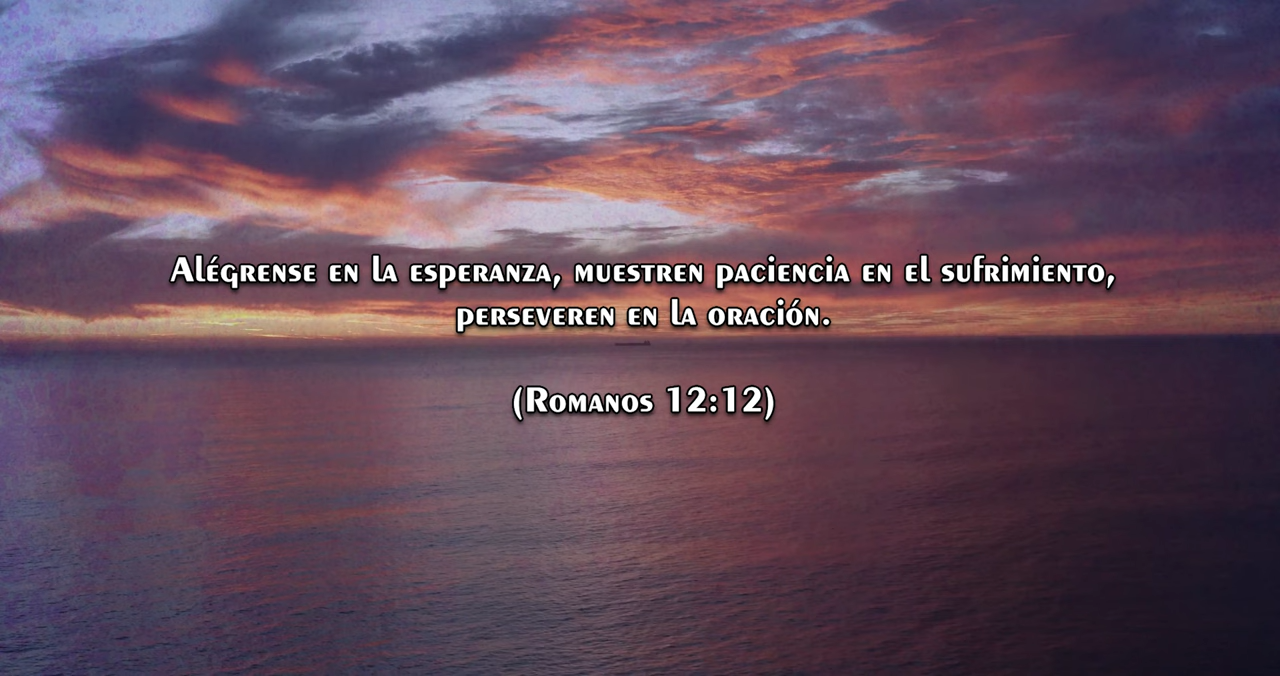 Alégrense en la esperanza, muestren paciencia en el sufrimiento,
perseveren en la oración.
(Romanos 12:12)